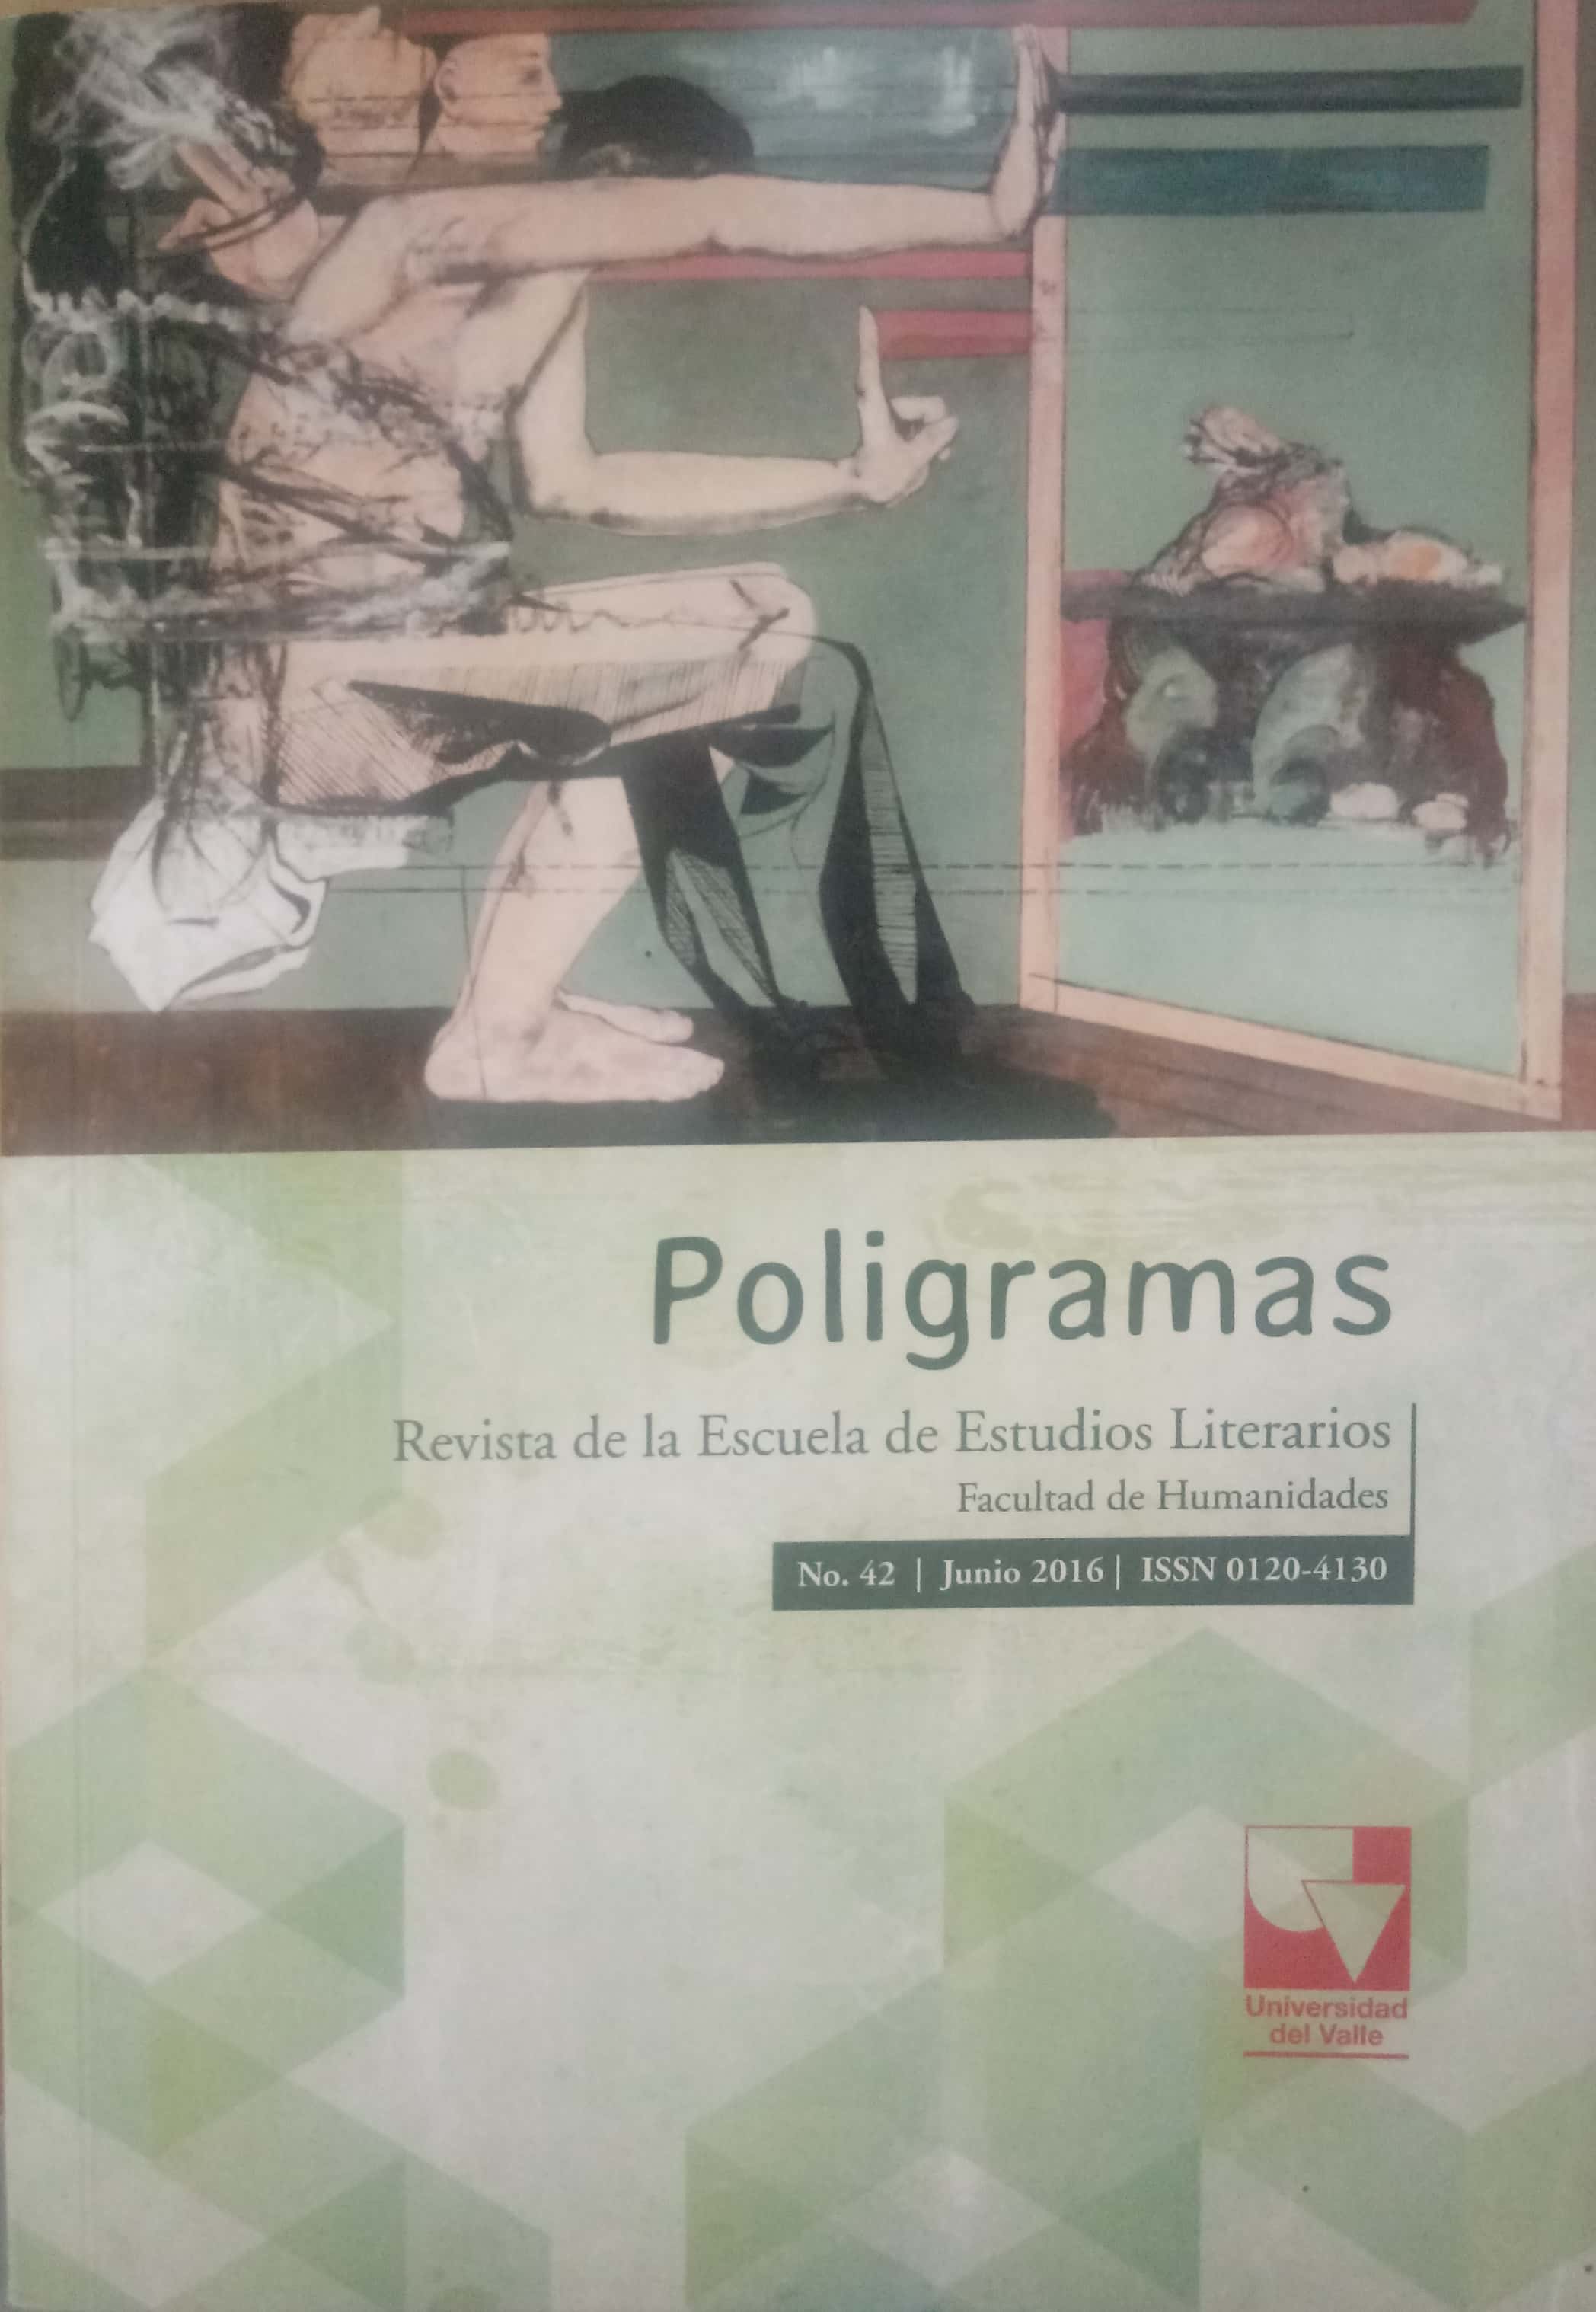 Poligramas
Revista de la Escuela de Estudios Literarios
Facultad de Humanidades
No. 42 | Junio 2016 | ISSN 0120-4130
Universidad
del Valle